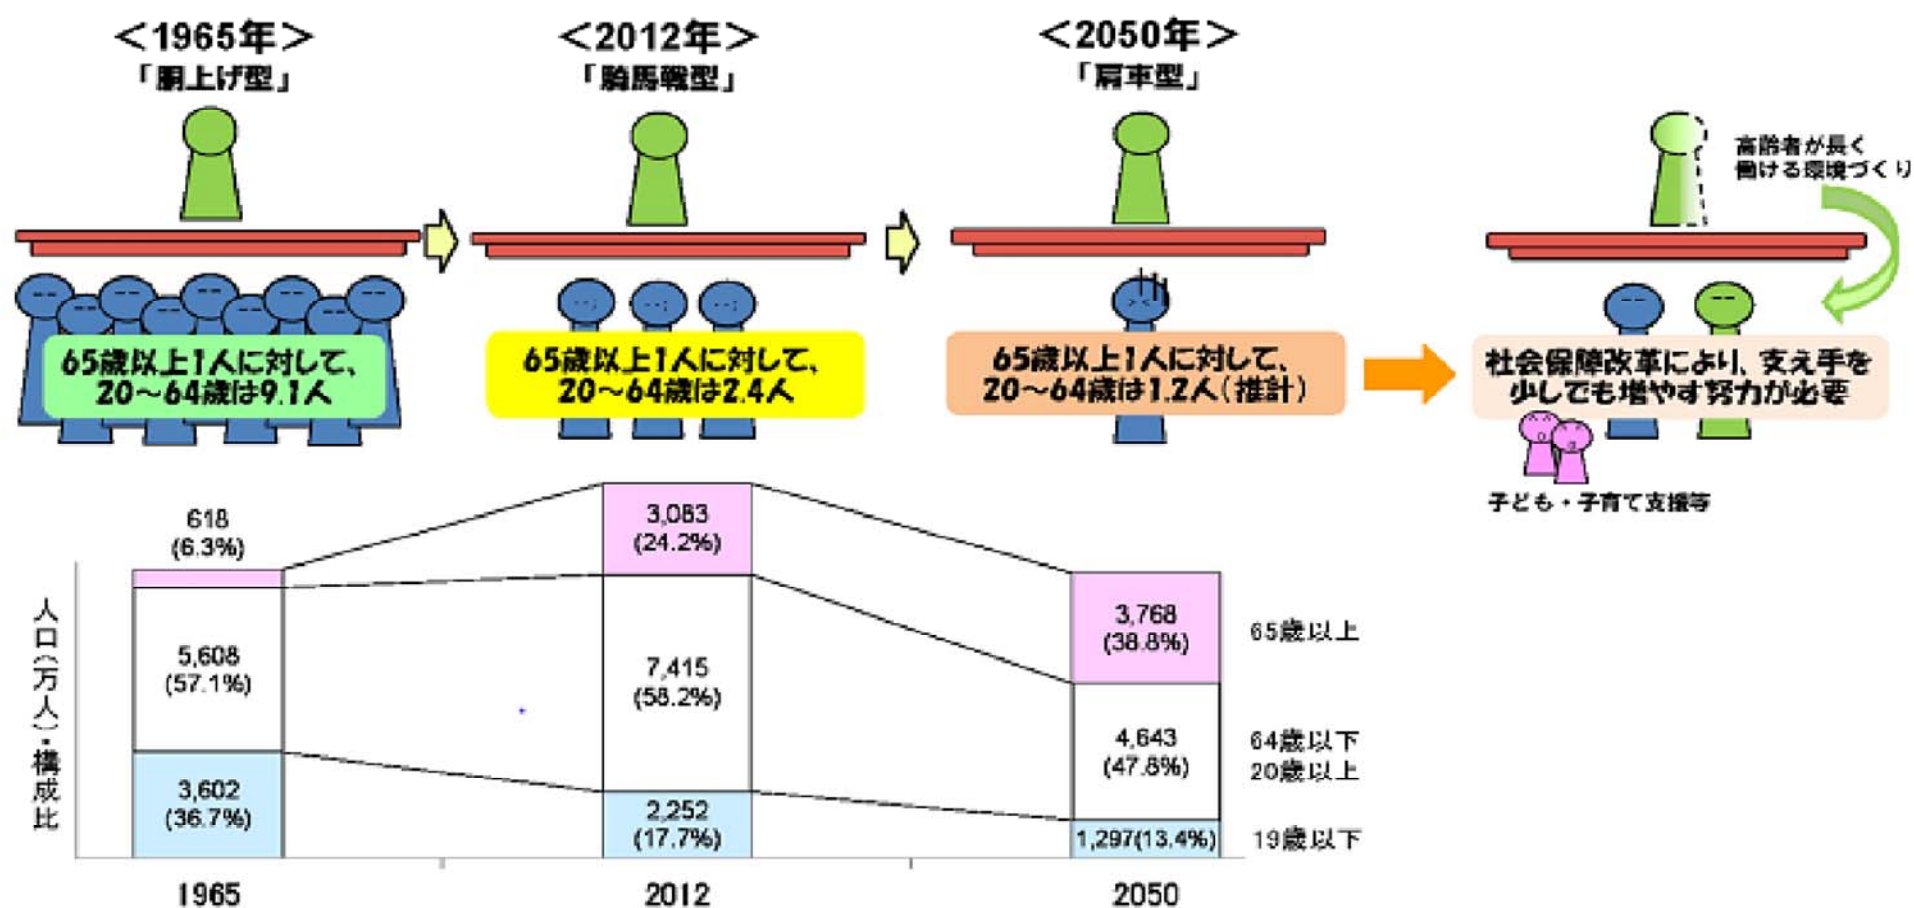 ＜1965年＞
「胴上げ型」
＜2012年＞
「騎馬戦型」
＜2050年＞
「肩車型」
高齢者が長く
働ける環境づくり
65歳以上1人に対して、
20～64歳は9.1人
65歳以上1人に対して、
20～64歳は2.4人
65歳以上1人に対して、
20～64歳は1.2人（推計）
社会保障改革により、支え手を
少しでも増やす努力が必要
子ども・子育て支援等
人口（万人）・構成比
618
(6.3%)
5,608
(57.1%)
3,602
(36.7%)
1965
3,083
(24.2%)
7,415
(58.2%)
2,252
(17.7%)
2012
3,768
(38.8%)
4,643
(47.8%)
1,297(13.4%)
2050
65歳以上
64歳以下
20歳以上
19歳以下